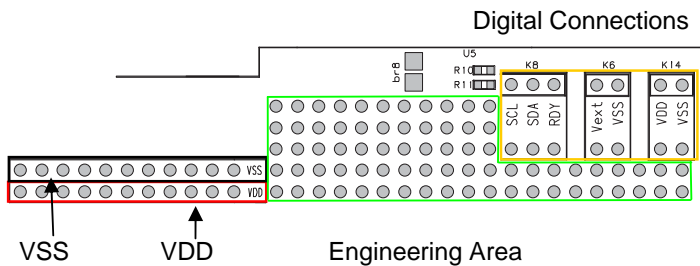 Digital Connections
U5
br8
R10
R11
K8
K6
K14
SCL
SDA
RDY
Vext
VSS
VDD
VSS
VSS
VDD
VSS
VDD
Engineering Area